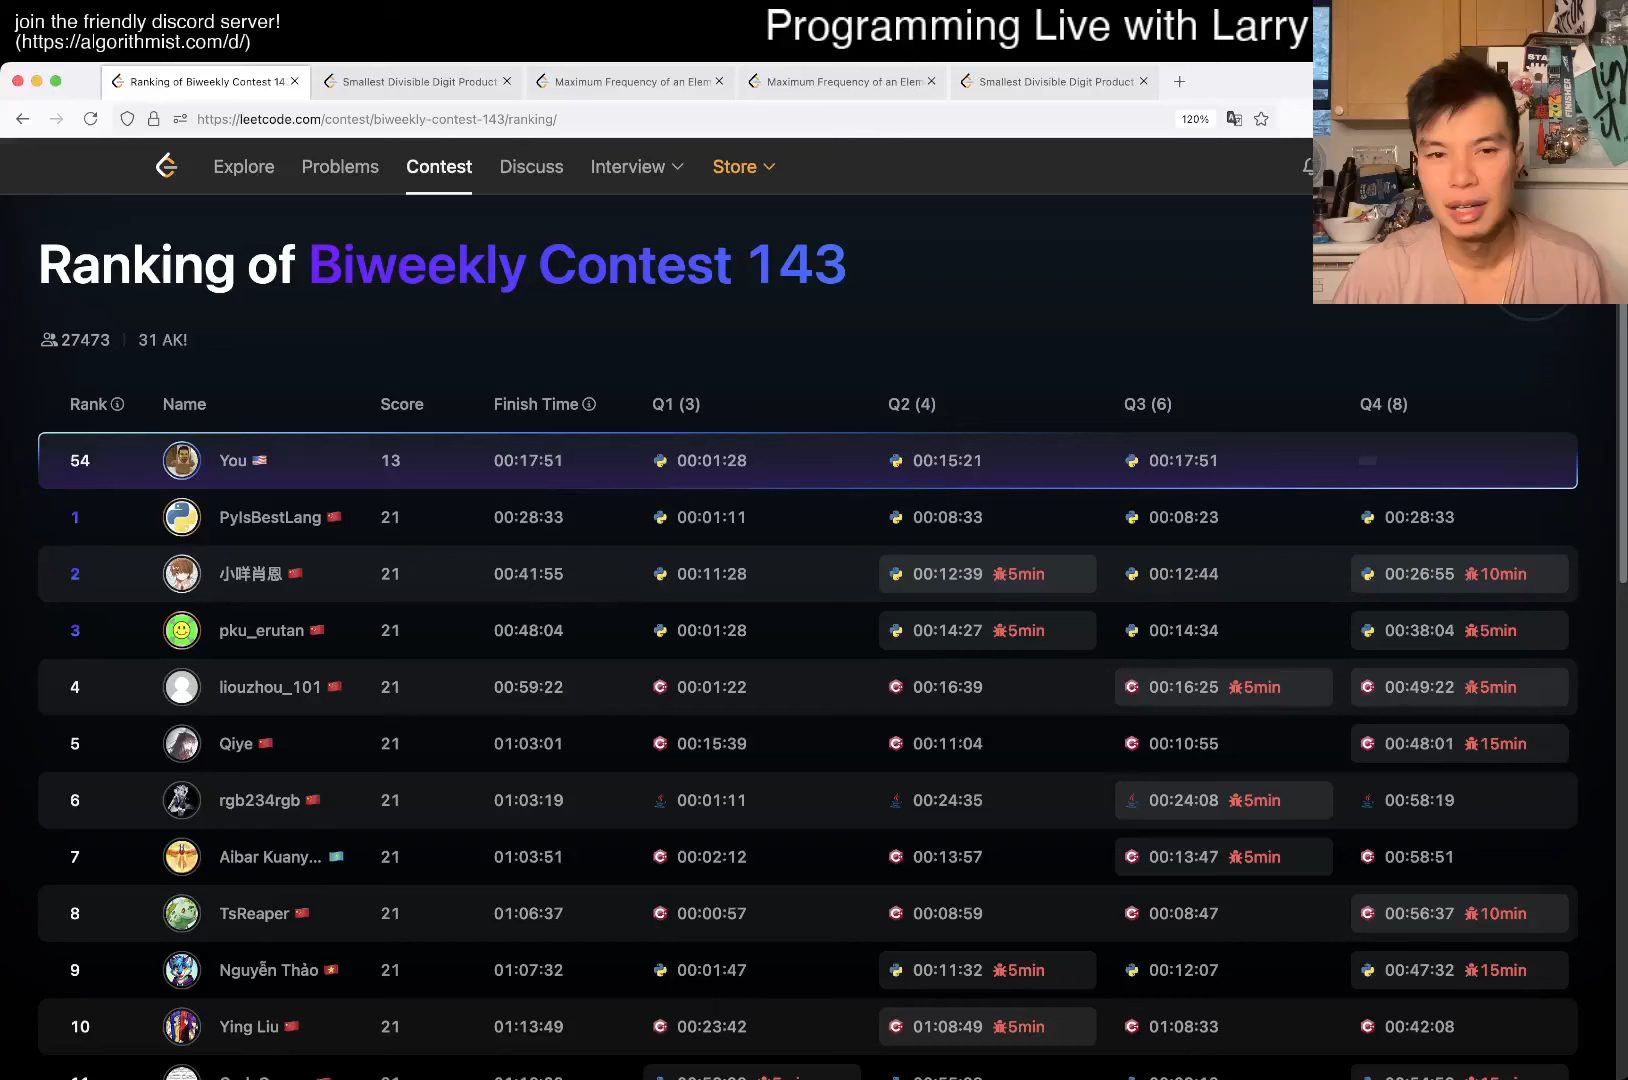 join the friendly discord server!
(https://algorithmist.com/d/)
Programming Live with Larry
Ranking of Biweekly Contest 14
Smallest Divisible Digit Product
Maximum Frequency of an Elem
Maximum Frequency of an Elem
Smallest Divisible Digit Product
https://leetcode.com/contest/biweekly-contest-143/ranking/
120%
Explore Problems Contest Discuss Interview Store
Ranking of Biweekly Contest 143
27473 31 AK!
Rank Name Score Finish Time Q1 (3) Q2 (4) Q3 (6) Q4 (8)
54 You 13 00:17:51 00:01:28 00:15:21 00:17:51
1 PyIsBestLang 21 00:28:33 00:01:11 00:08:33 00:08:23 00:28:33
2 小咩肖恩 21 00:41:55 00:11:28 00:12:39 5min 00:12:44 00:26:55 10min
3 pku_erutan 21 00:48:04 00:01:28 00:14:27 5min 00:14:34 00:38:04 5min
4 liouzhou_101 21 00:59:22 00:01:22 00:16:39 00:16:25 5min 00:49:22 5min
5 Qiye 21 01:03:01 00:15:39 00:11:04 00:10:55 00:48:01 15min
6 rgb234rgb 21 01:03:19 00:01:11 00:24:35 00:24:08 5min 00:58:19
7 Aibar Kuany... 21 01:03:51 00:02:12 00:13:57 00:13:47 5min 00:58:51
8 TsReaper 21 01:06:37 00:00:57 00:08:59 00:08:47 00:56:37 10min
9 Nguyễn Thảo 21 01:07:32 00:01:47 00:11:32 5min 00:12:07 00:47:32 15min
10 Ying Liu 21 01:13:49 00:23:42 01:08:49 5min 01:08:33 00:42:08